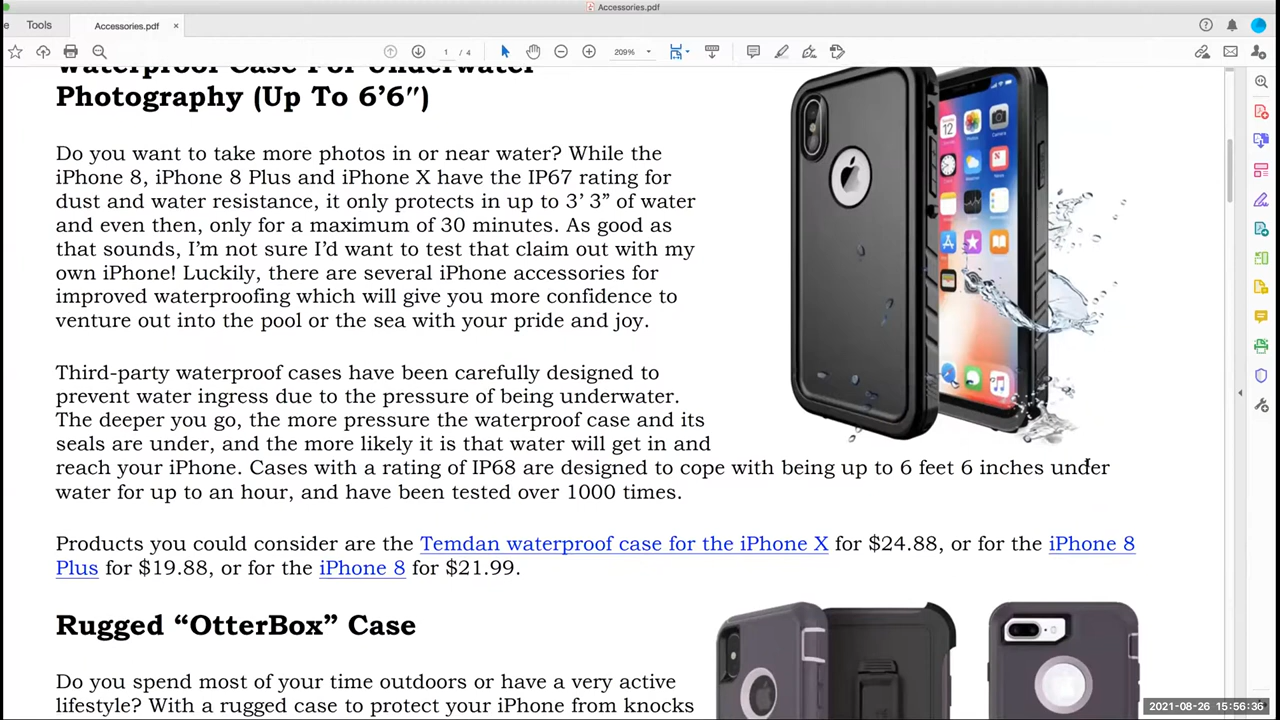 Accessories.pdf
Tools
Accessories.pdf ×
1 / 4
209%
Waterproof Case For Underwater
Photography (Up To 6’6″)
Do you want to take more photos in or near water? While the
iPhone 8, iPhone 8 Plus and iPhone X have the IP67 rating for
dust and water resistance, it only protects in up to 3’ 3” of water
and even then, only for a maximum of 30 minutes. As good as
that sounds, I’m not sure I’d want to test that claim out with my
own iPhone! Luckily, there are several iPhone accessories for
improved waterproofing which will give you more confidence to
venture out into the pool or the sea with your pride and joy.
Third-party waterproof cases have been carefully designed to
prevent water ingress due to the pressure of being underwater.
The deeper you go, the more pressure the waterproof case and its
seals are under, and the more likely it is that water will get in and
reach your iPhone. Cases with a rating of IP68 are designed to cope with being up to 6 feet 6 inches under
water for up to an hour, and have been tested over 1000 times.
Products you could consider are the Temdan waterproof case for the iPhone X for $24.88, or for the iPhone 8
Plus for $19.88, or for the iPhone 8 for $21.99.
Rugged “OtterBox” Case
Do you spend most of your time outdoors or have a very active
lifestyle? With a rugged case to protect your iPhone from knocks
2021-08-26 15:56:36